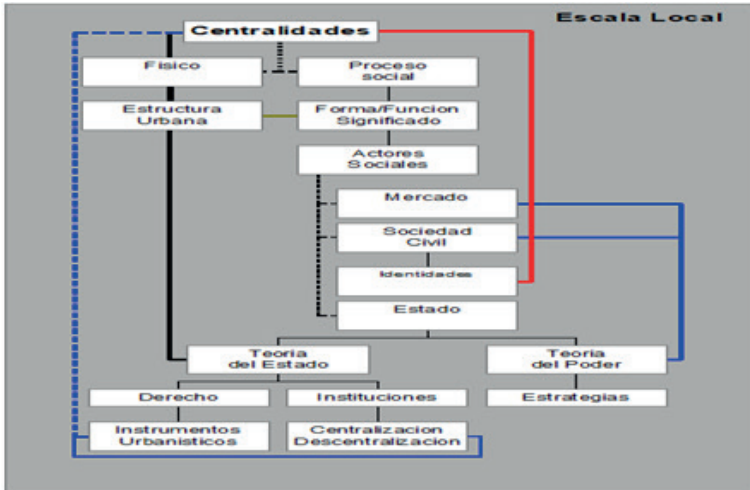 Escala Local
Centralidades
Fisico
Proceso
social
Estructura
Urbana
Forma/Funcion
Significado
Actores
Sociales
Mercado
Sociedad
Civil
Identidades
Estado
Teoria
del Estado
Teoria
del Poder
Derecho
Instituciones
Estrategias
Instrumentos
Urbanisticos
Centralizacion
Descentralizacion